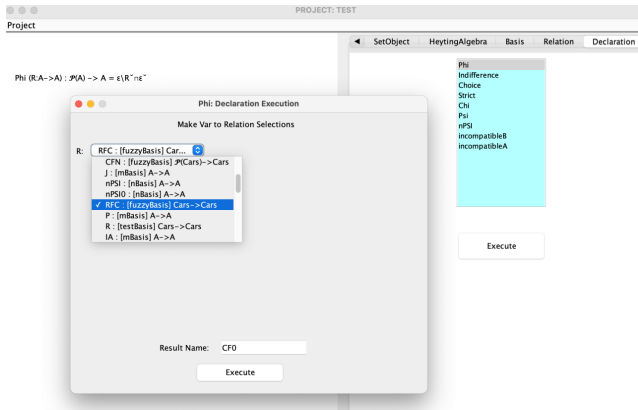 PROJECT: TEST
Project
SetObject HeytingAlgebra Basis Relation Declaration
Phi (R:A->A) : 𝒫(A) -> A = ε\R˘∩ε˘
Phi
Indifference
Choice
Strict
Chi
Psi
nPSI
incompatibleB
incompatibleA
Execute
Phi: Declaration Execution
Make Var to Relation Selections
R: RFC : [fuzzyBasis] Car...
CFN : [fuzzyBasis] 𝒫(Cars)->Cars
J : [mBasis] A->A
nPSI : [nBasis] A->A
nPSI0 : [nBasis] A->A
✓ RFC : [fuzzyBasis] Cars->Cars
P : [mBasis] A->A
R : [testBasis] Cars->Cars
IA : [mBasis] A->A
Result Name: CF0
Execute